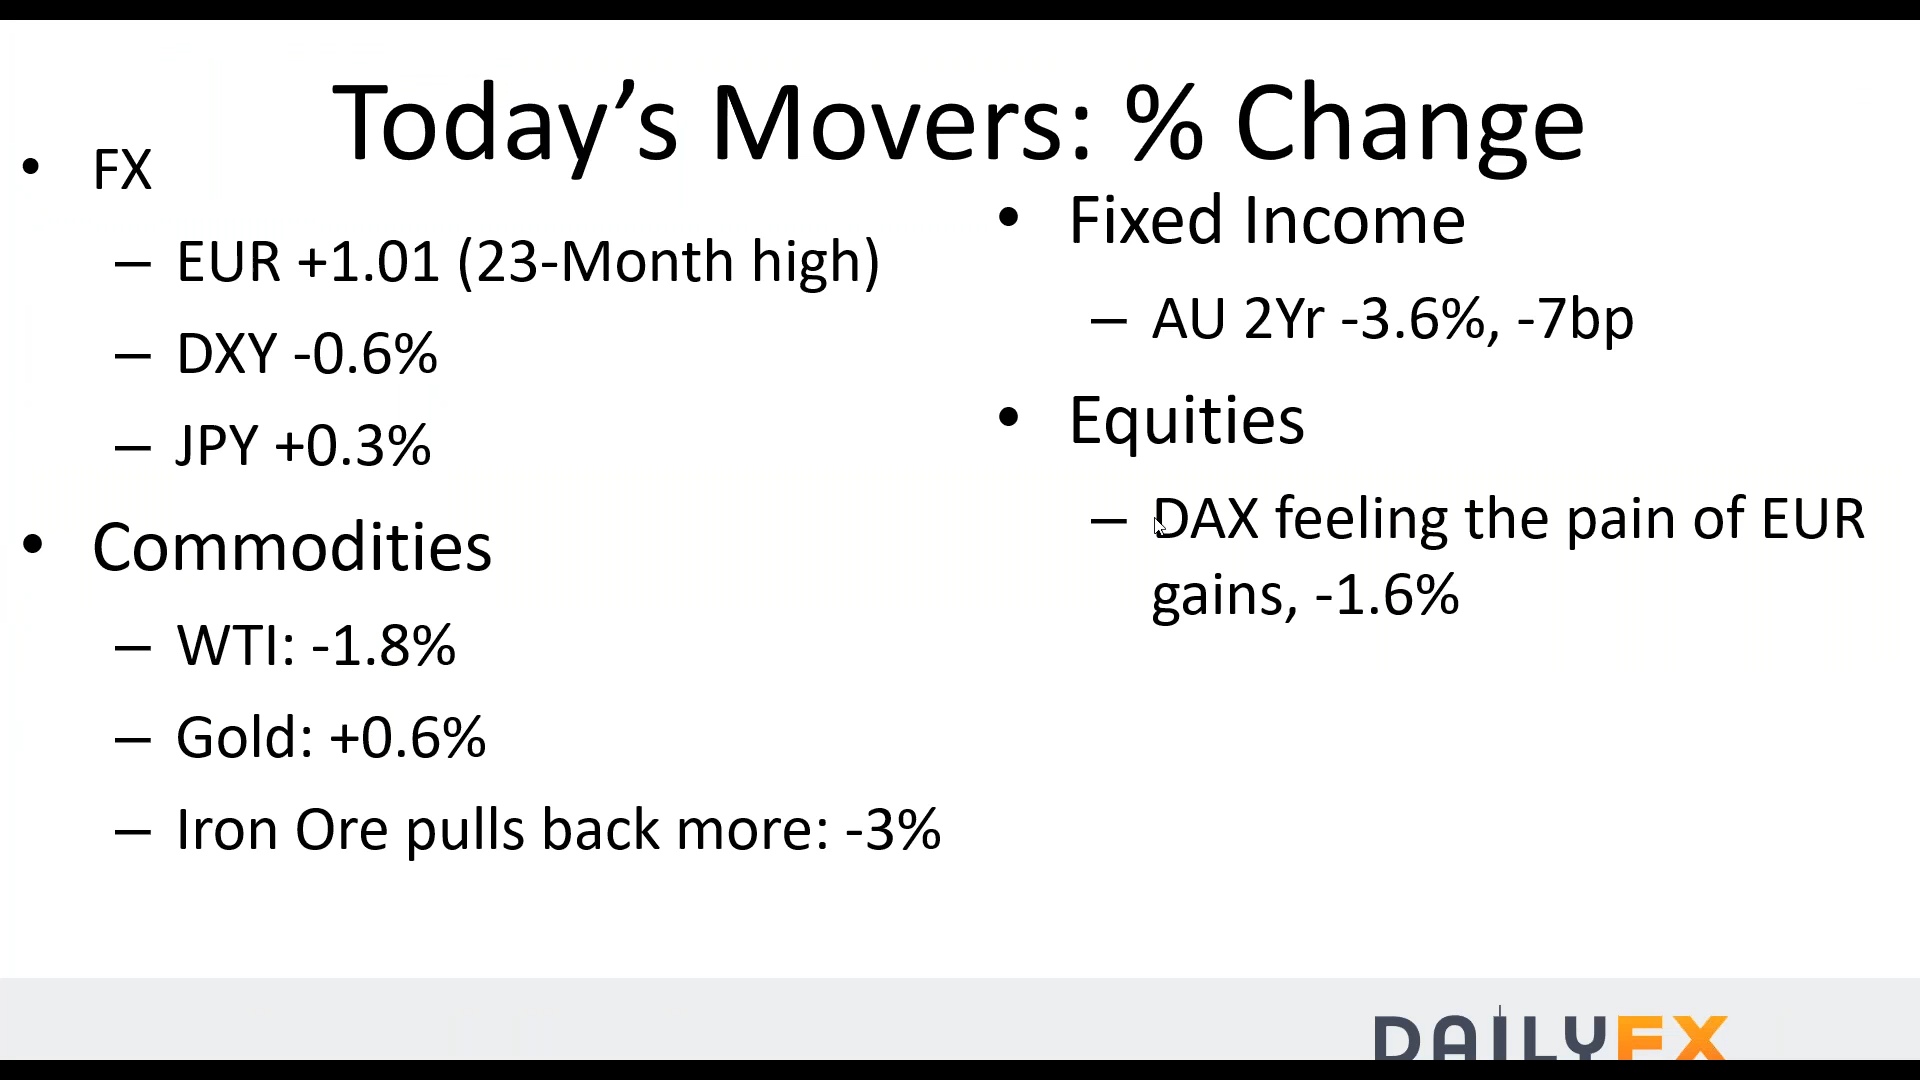 Today’s Movers: % Change
• FX
– EUR +1.01 (23-Month high)
– DXY -0.6%
– JPY +0.3%
• Commodities
– WTI: -1.8%
– Gold: +0.6%
– Iron Ore pulls back more: -3%
• Fixed Income
– AU 2Yr -3.6%, -7bp
• Equities
– DAX feeling the pain of EUR
gains, -1.6%
DAILYFX